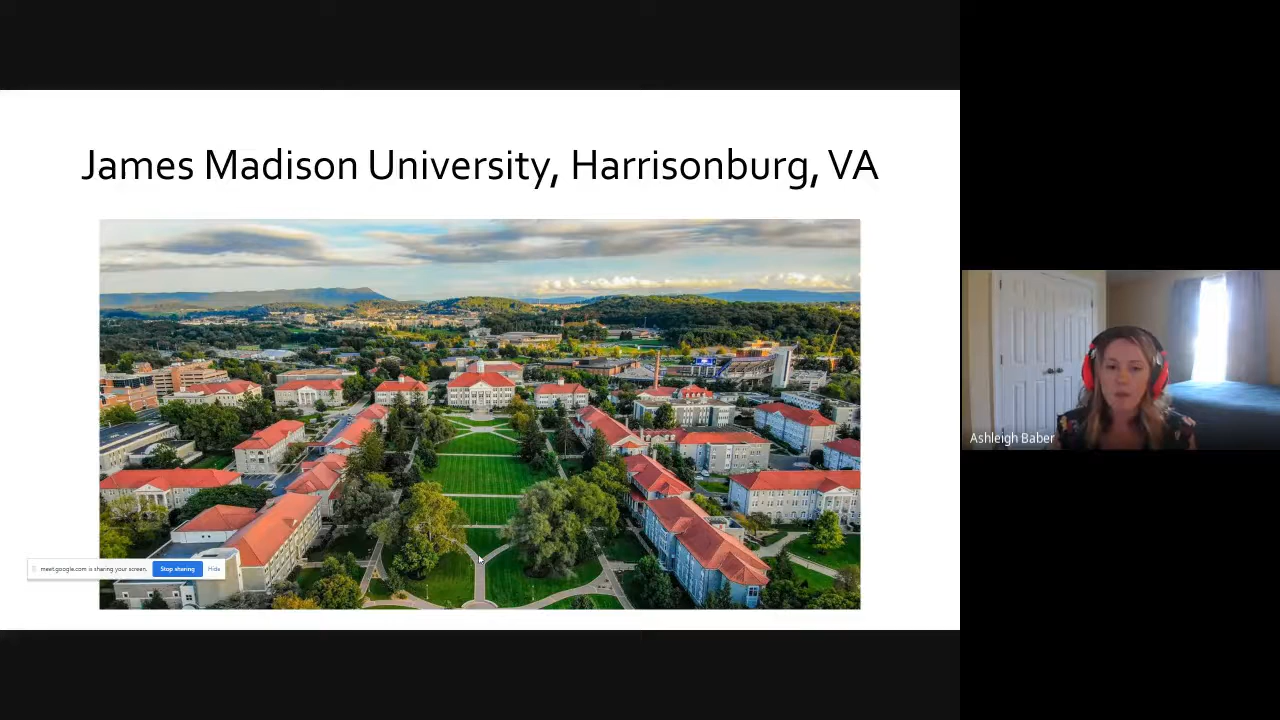 James Madison University, Harrisonburg, VA
meet.google.com is sharing your screen.
Stop sharing
Hide
Ashleigh Baber